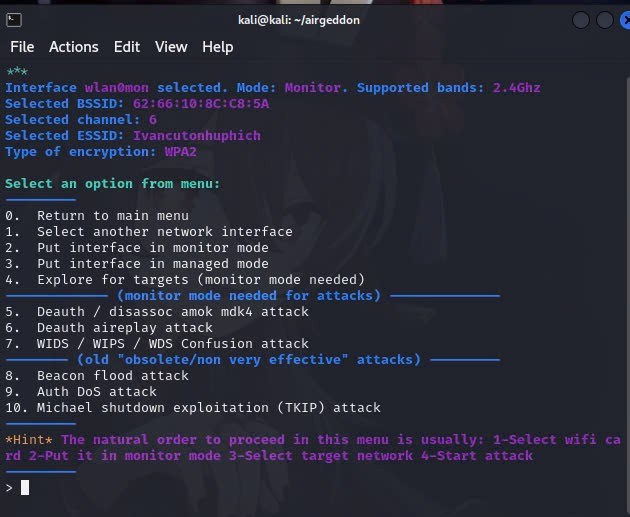 kali@kali: ~/airgeddon
File Actions Edit View Help
***
Interface wlan0mon selected. Mode: Monitor. Supported bands: 2.4Ghz
Selected BSSID: 62:66:10:8C:C8:5A
Selected channel: 6
Selected ESSID: Ivancutonhuphich
Type of encryption: WPA2
Select an option from menu:
0. Return to main menu
1. Select another network interface
2. Put interface in monitor mode
3. Put interface in managed mode
4. Explore for targets (monitor mode needed)
(monitor mode needed for attacks)
5. Deauth / disassoc amok mdk4 attack
6. Deauth aireplay attack
7. WIDS / WIPS / WDS Confusion attack
(old "obsolete/non very effective" attacks)
8. Beacon flood attack
9. Auth DoS attack
10. Michael shutdown exploitation (TKIP) attack
*Hint* The natural order to proceed in this menu is usually: 1-Select wifi ca
rd 2-Put it in monitor mode 3-Select target network 4-Start attack
>